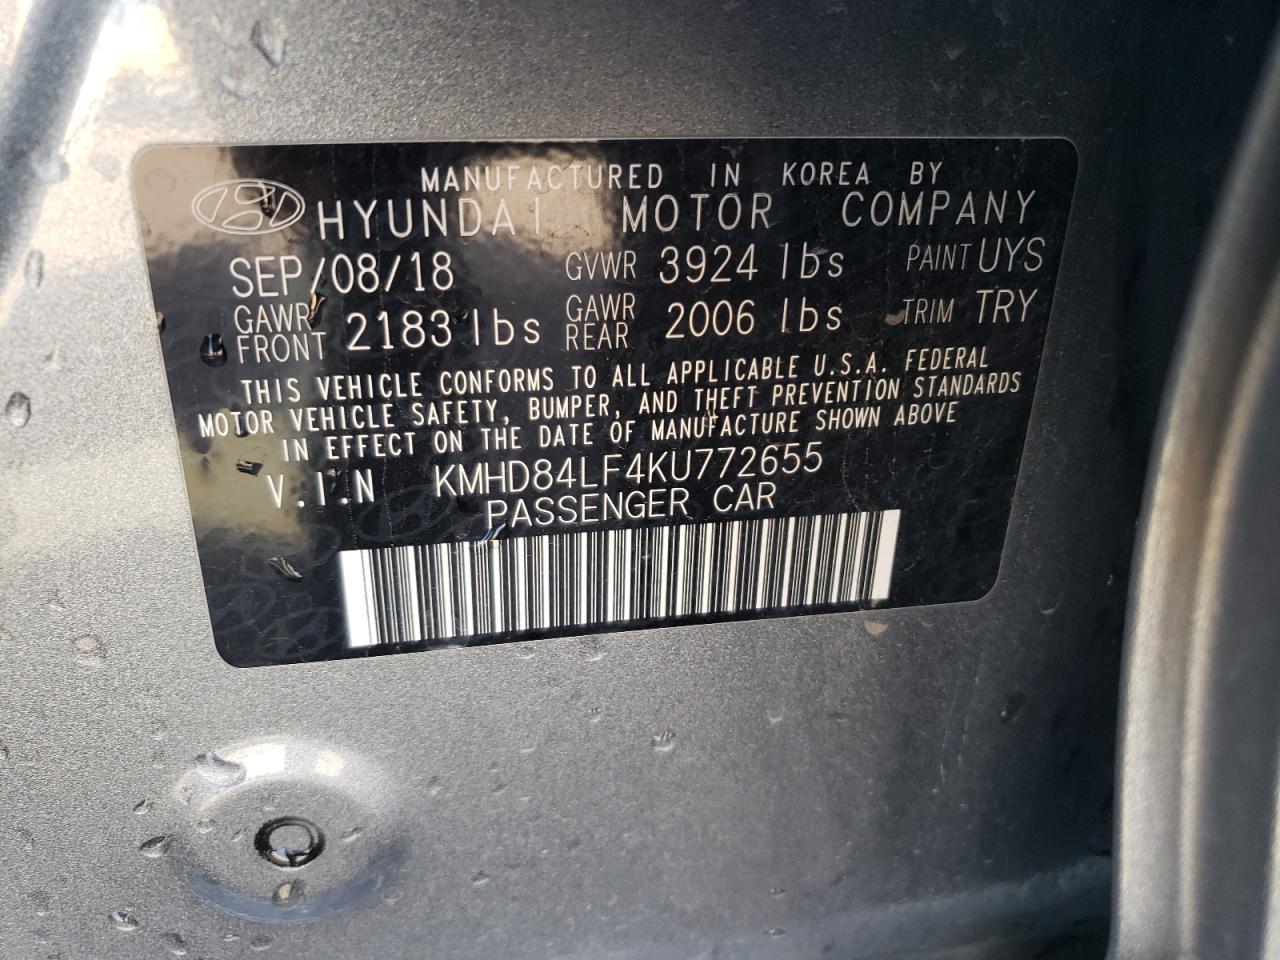 MANUFACTURED IN KOREA BY
HYUNDAI MOTOR COMPANY
SEP/08/18 GVWR 3924 lbs PAINT UYS
GAWR FRONT 2183 lbs GAWR REAR 2006 lbs TRIM TRY
THIS VEHICLE CONFORMS TO ALL APPLICABLE U.S.A. FEDERAL
MOTOR VEHICLE SAFETY, BUMPER, AND THEFT PREVENTION STANDARDS
IN EFFECT ON THE DATE OF MANUFACTURE SHOWN ABOVE
V.I.N KMHD84LF4KU772655
PASSENGER CAR